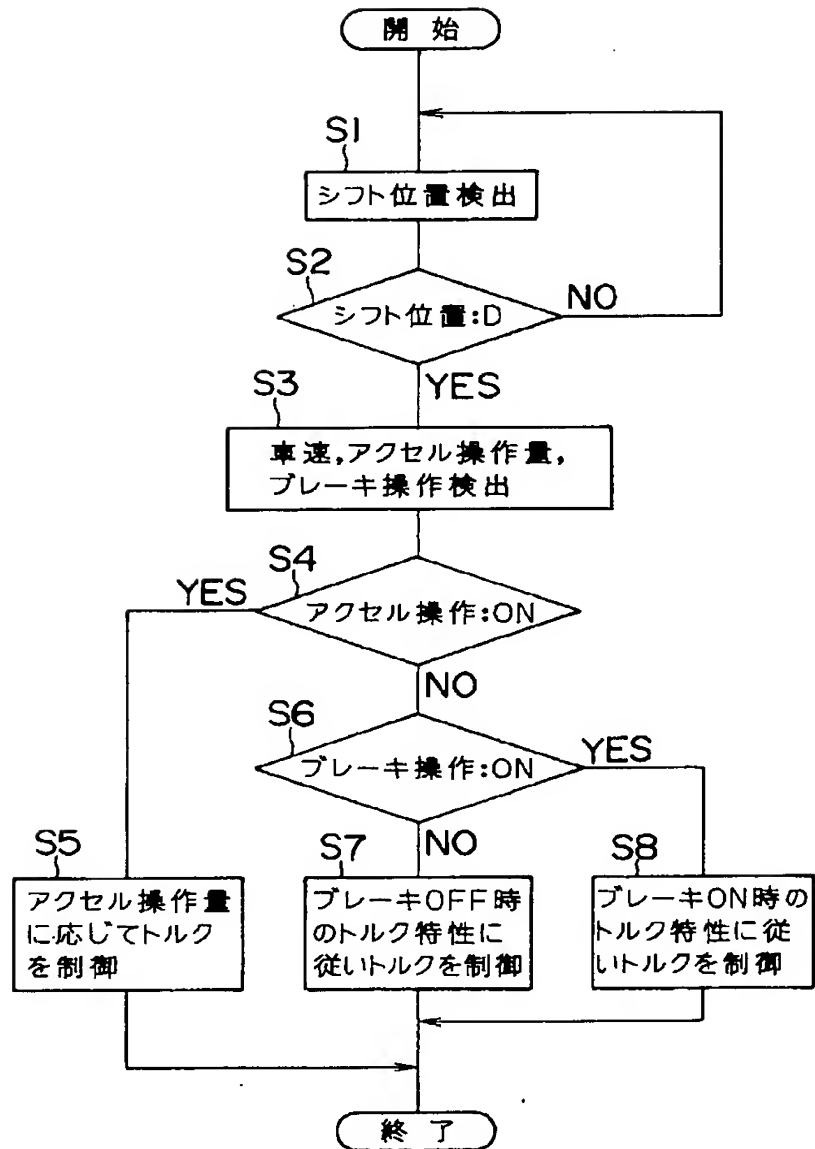 開始
S1
シフト位置検出
S2
シフト位置:D
NO
YES
S3
車速,アクセル操作量,
ブレーキ操作検出
S4
YES
アクセル操作:ON
NO
S6
ブレーキ操作:ON
YES
S5
アクセル操作量
に応じてトルク
を制御
S7
NO
ブレーキOFF時
のトルク特性に
従いトルクを制御
S8
ブレーキON時の
トルク特性に従
いトルクを制御
終了